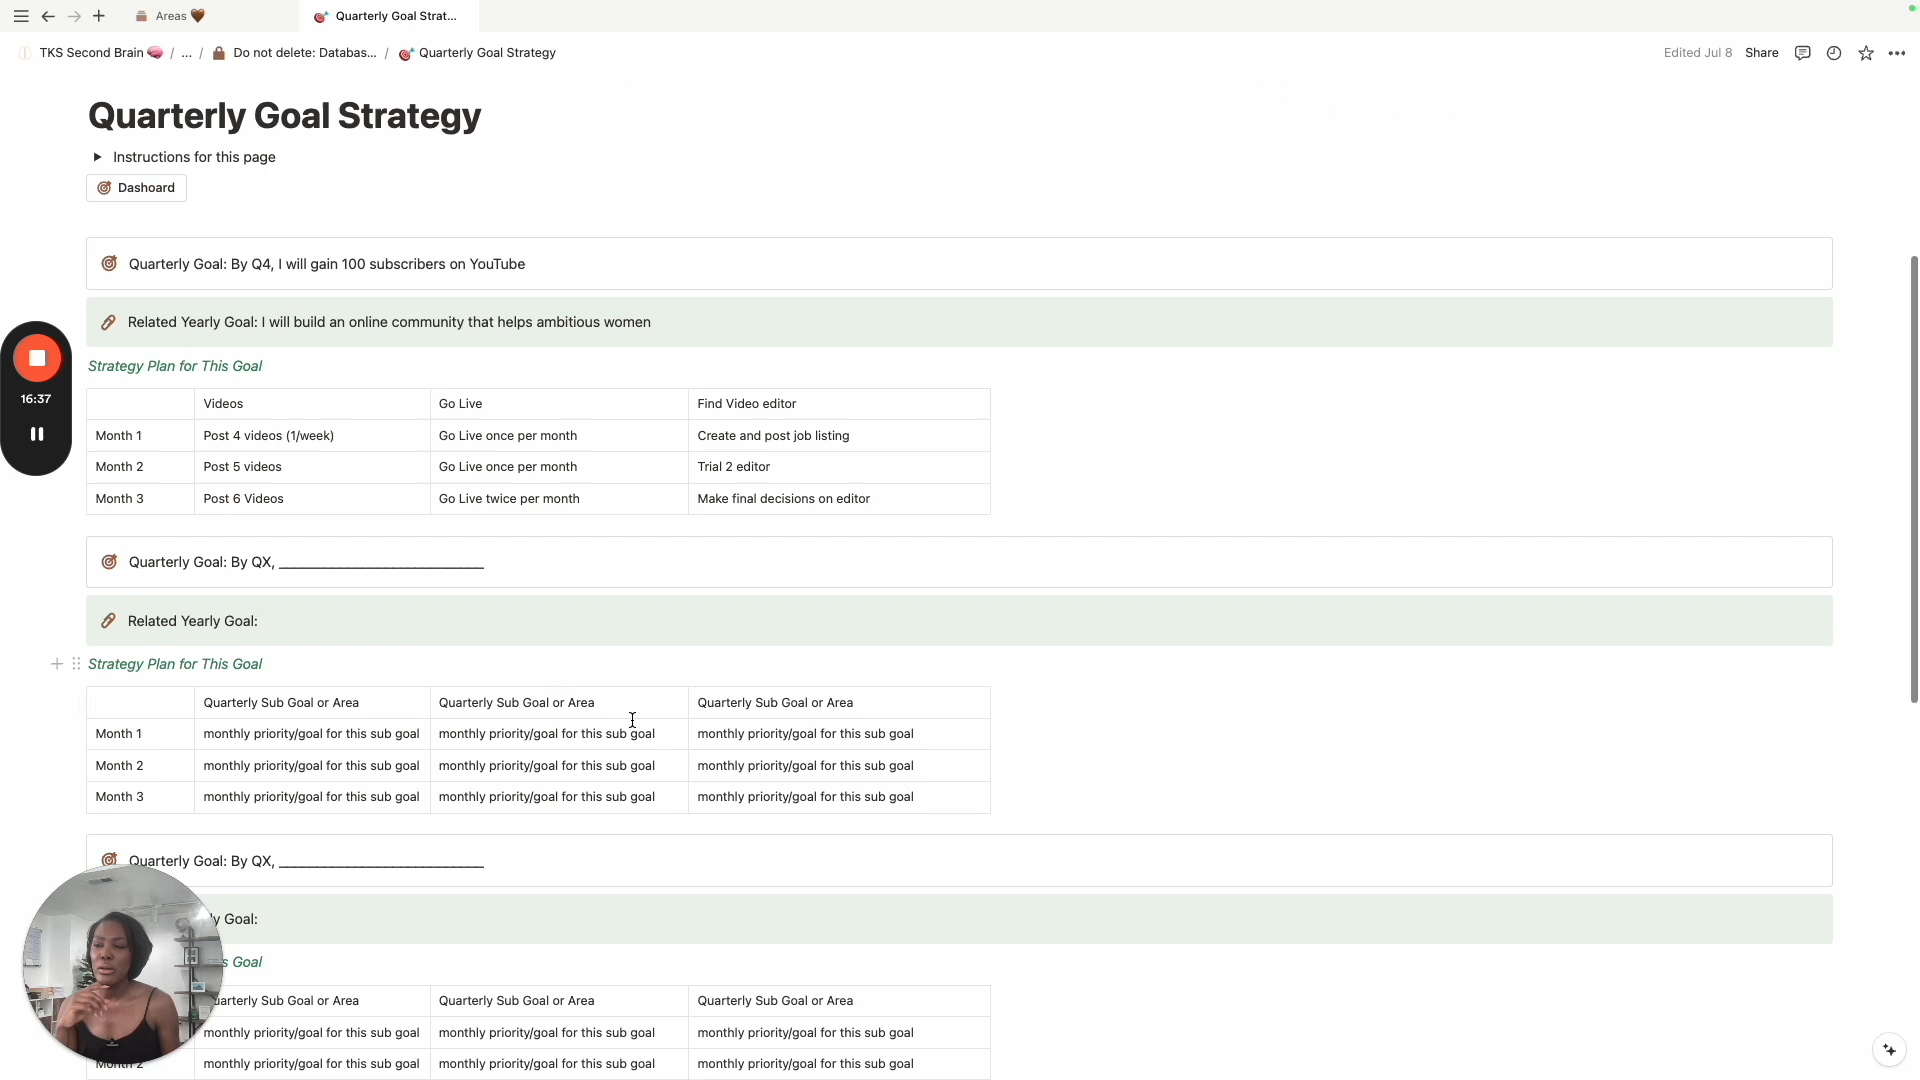 Areas
Quarterly Goal Strat...
TKS Second Brain / ... / Do not delete: Databas... / Quarterly Goal Strategy
Edited Jul 8 Share
Quarterly Goal Strategy
Instructions for this page
Dashoard
Quarterly Goal: By Q4, I will gain 100 subscribers on YouTube
Related Yearly Goal: I will build an online community that helps ambitious women
Strategy Plan for This Goal
Videos Go Live Find Video editor
Month 1 Post 4 videos (1/week) Go Live once per month Create and post job listing
16:37
Month 2 Post 5 videos Go Live once per month Trial 2 editor
Month 3 Post 6 Videos Go Live twice per month Make final decisions on editor
Quarterly Goal: By QX, ___________________________
Related Yearly Goal:
Strategy Plan for This Goal
Quarterly Sub Goal or Area Quarterly Sub Goal or Area Quarterly Sub Goal or Area
Month 1 monthly priority/goal for this sub goal monthly priority/goal for this sub goal monthly priority/goal for this sub goal
Month 2 monthly priority/goal for this sub goal monthly priority/goal for this sub goal monthly priority/goal for this sub goal
Month 3 monthly priority/goal for this sub goal monthly priority/goal for this sub goal monthly priority/goal for this sub goal
Quarterly Goal: By QX, ___________________________
Goal:
Goal
Quarterly Sub Goal or Area Quarterly Sub Goal or Area Quarterly Sub Goal or Area
monthly priority/goal for this sub goal monthly priority/goal for this sub goal monthly priority/goal for this sub goal
Month 2 monthly priority/goal for this sub goal monthly priority/goal for this sub goal monthly priority/goal for this sub goal